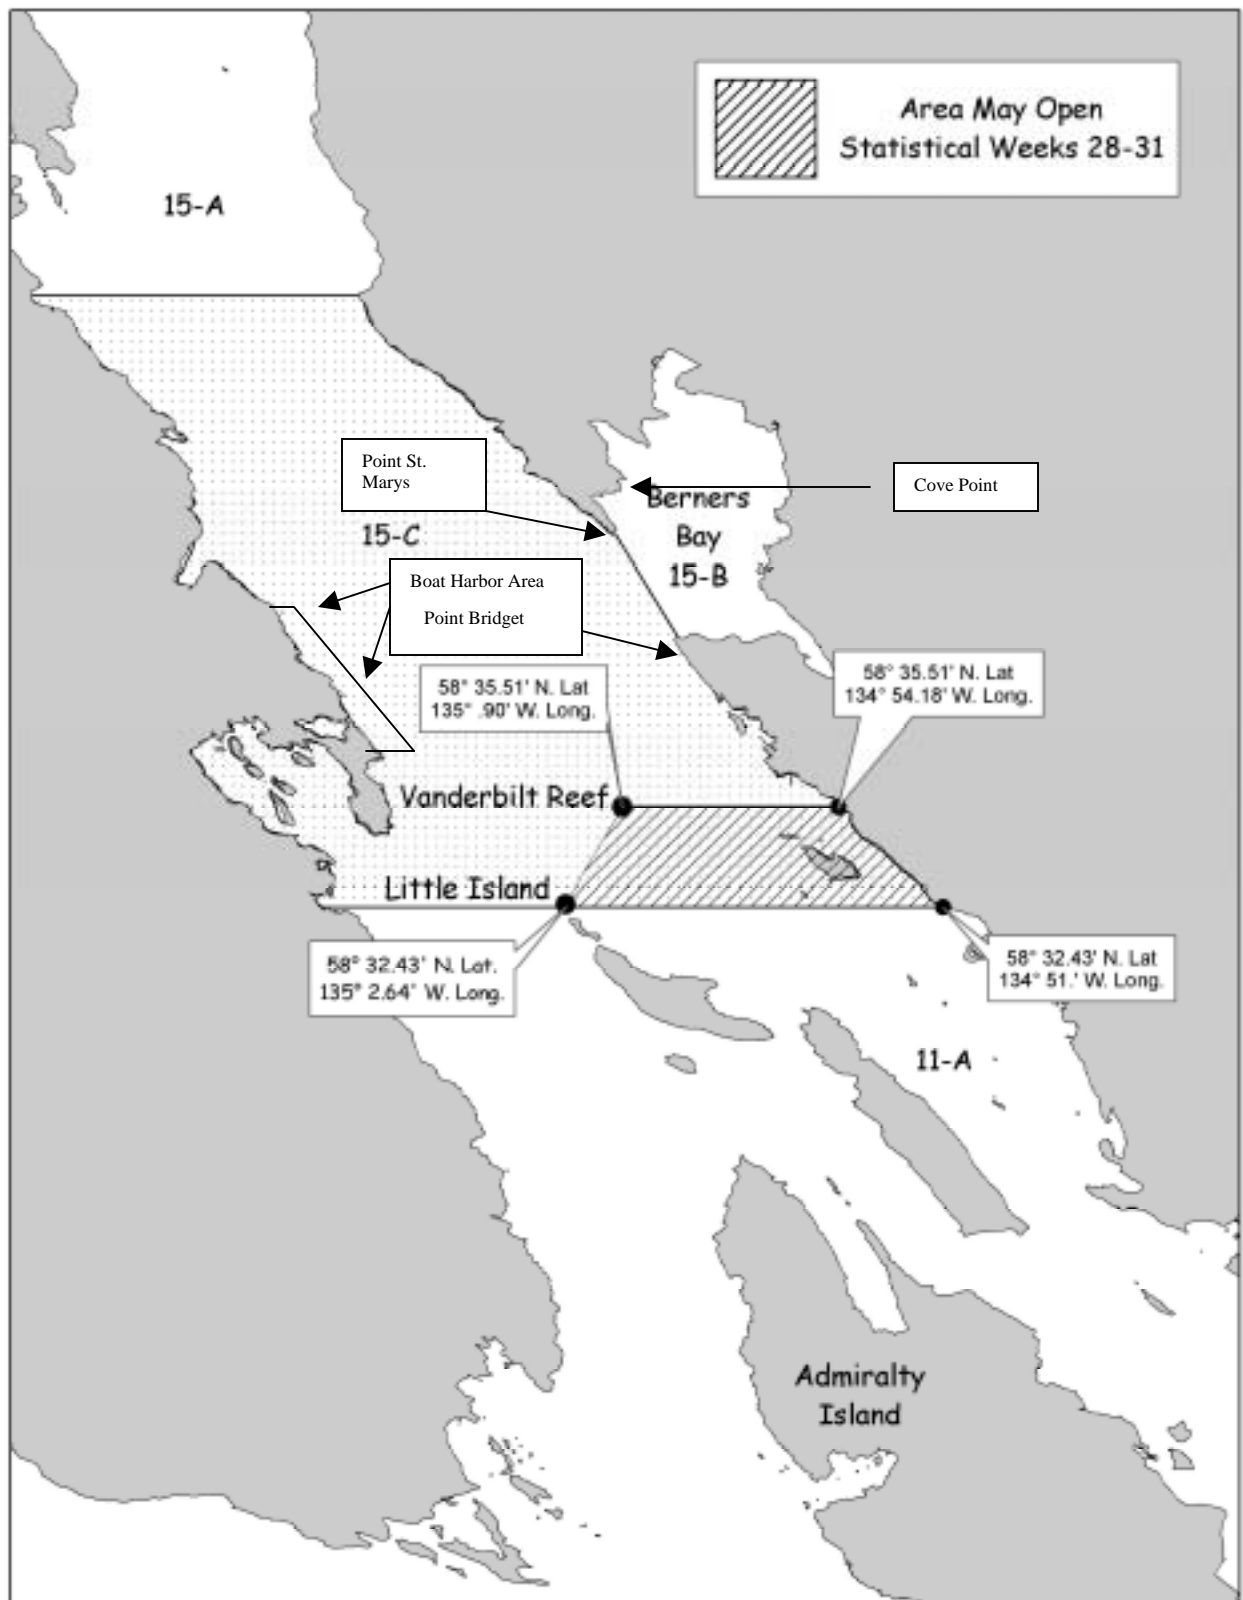 Area May Open
Statistical Weeks 28-31
15-A
Point St.
Marys
Cove Point
Berners
Bay
15-B
15-C
Boat Harbor Area
Point Bridget
58° 35.51' N. Lat
135° .90' W. Long.
58° 35.51' N. Lat
134° 54.18' W. Long.
Vanderbilt Reef
Little Island
58° 32.43' N. Lat.
135° 2.64' W. Long.
58° 32.43' N. Lat
134° 51.' W. Long.
11-A
Admiralty
Island